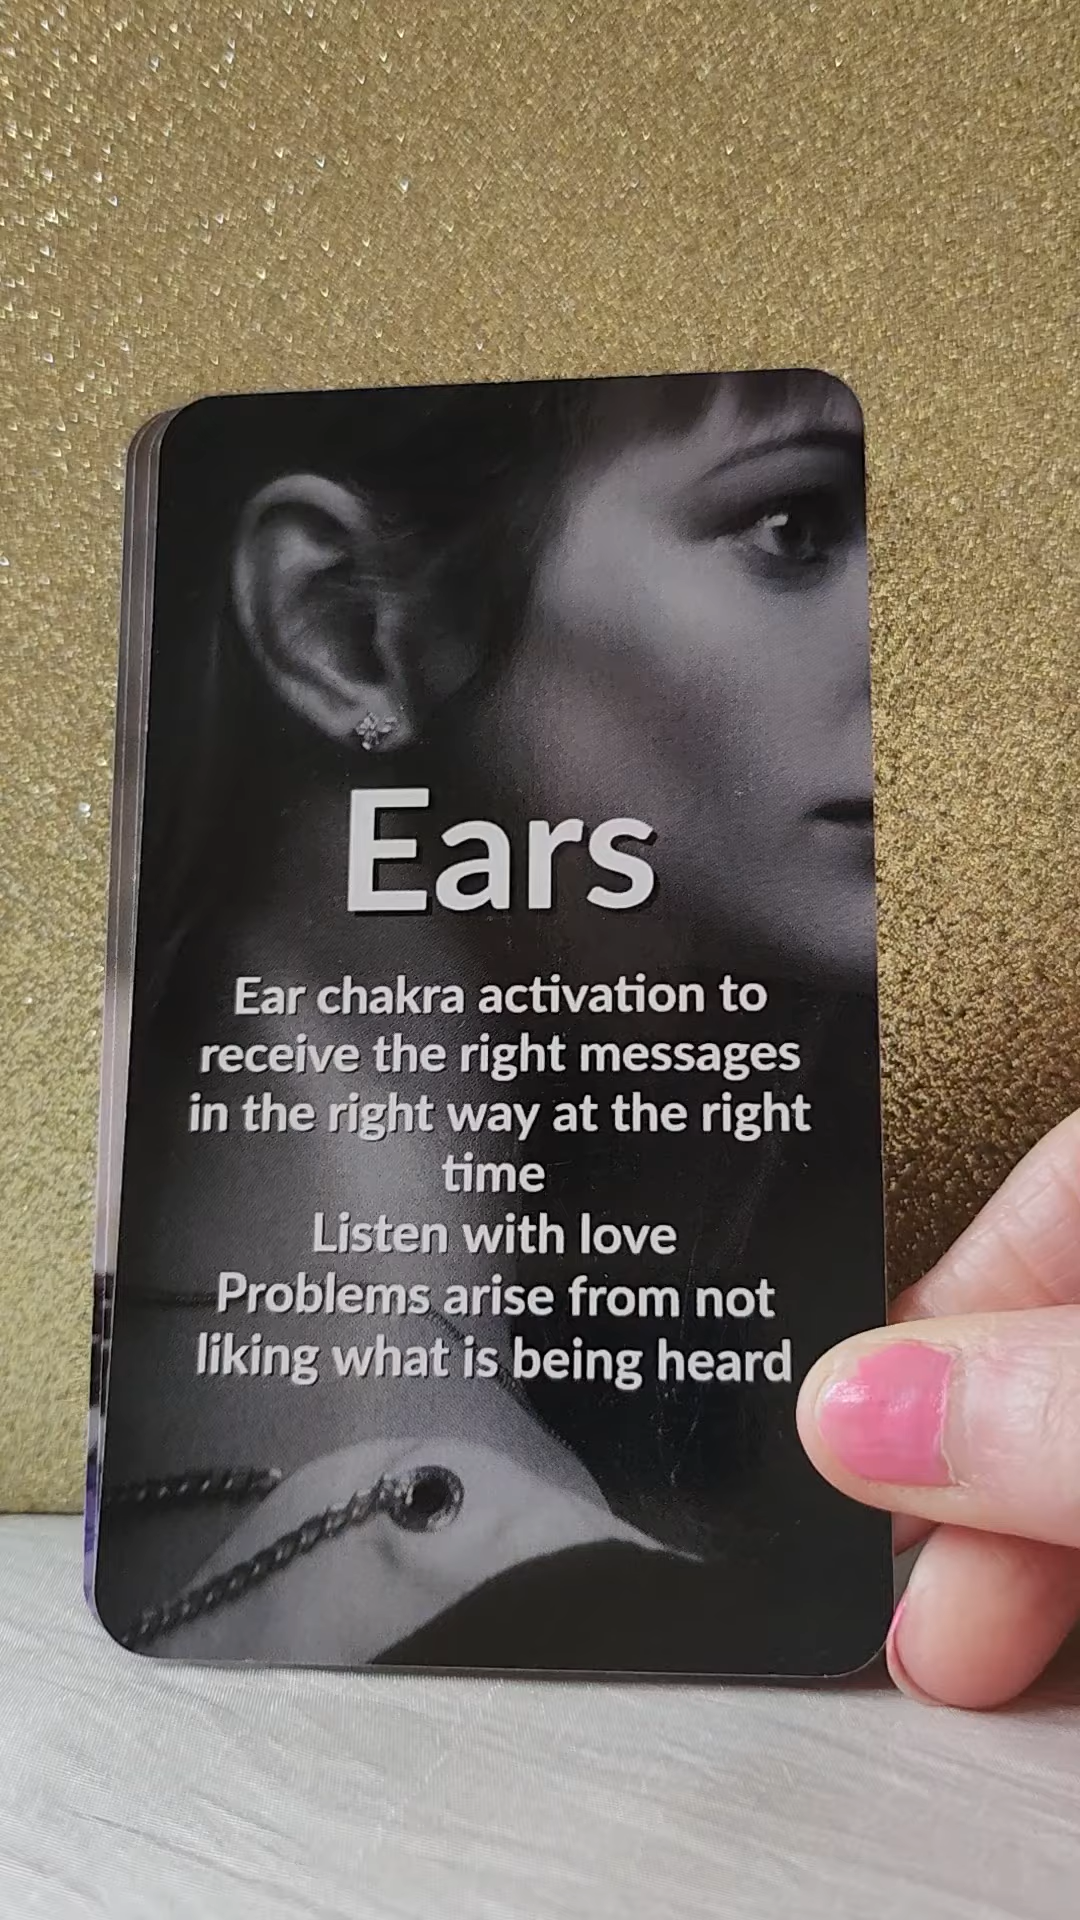 Ears
Ear chakra activation to
receive the right messages
in the right way at the right
time
Listen with love
Problems arise from not
liking what is being heard